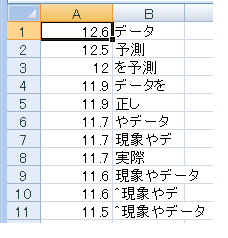 A B
1 12.6 データ
2 12.5 予測
3 12 を予測
4 11.9 データを
5 11.9 正し
6 11.7 やデータ
7 11.7 現象やデ
8 11.7 実際
9 11.6 現象やデータ
10 11.6 ^現象やデ
11 11.5 ^現象やデータ